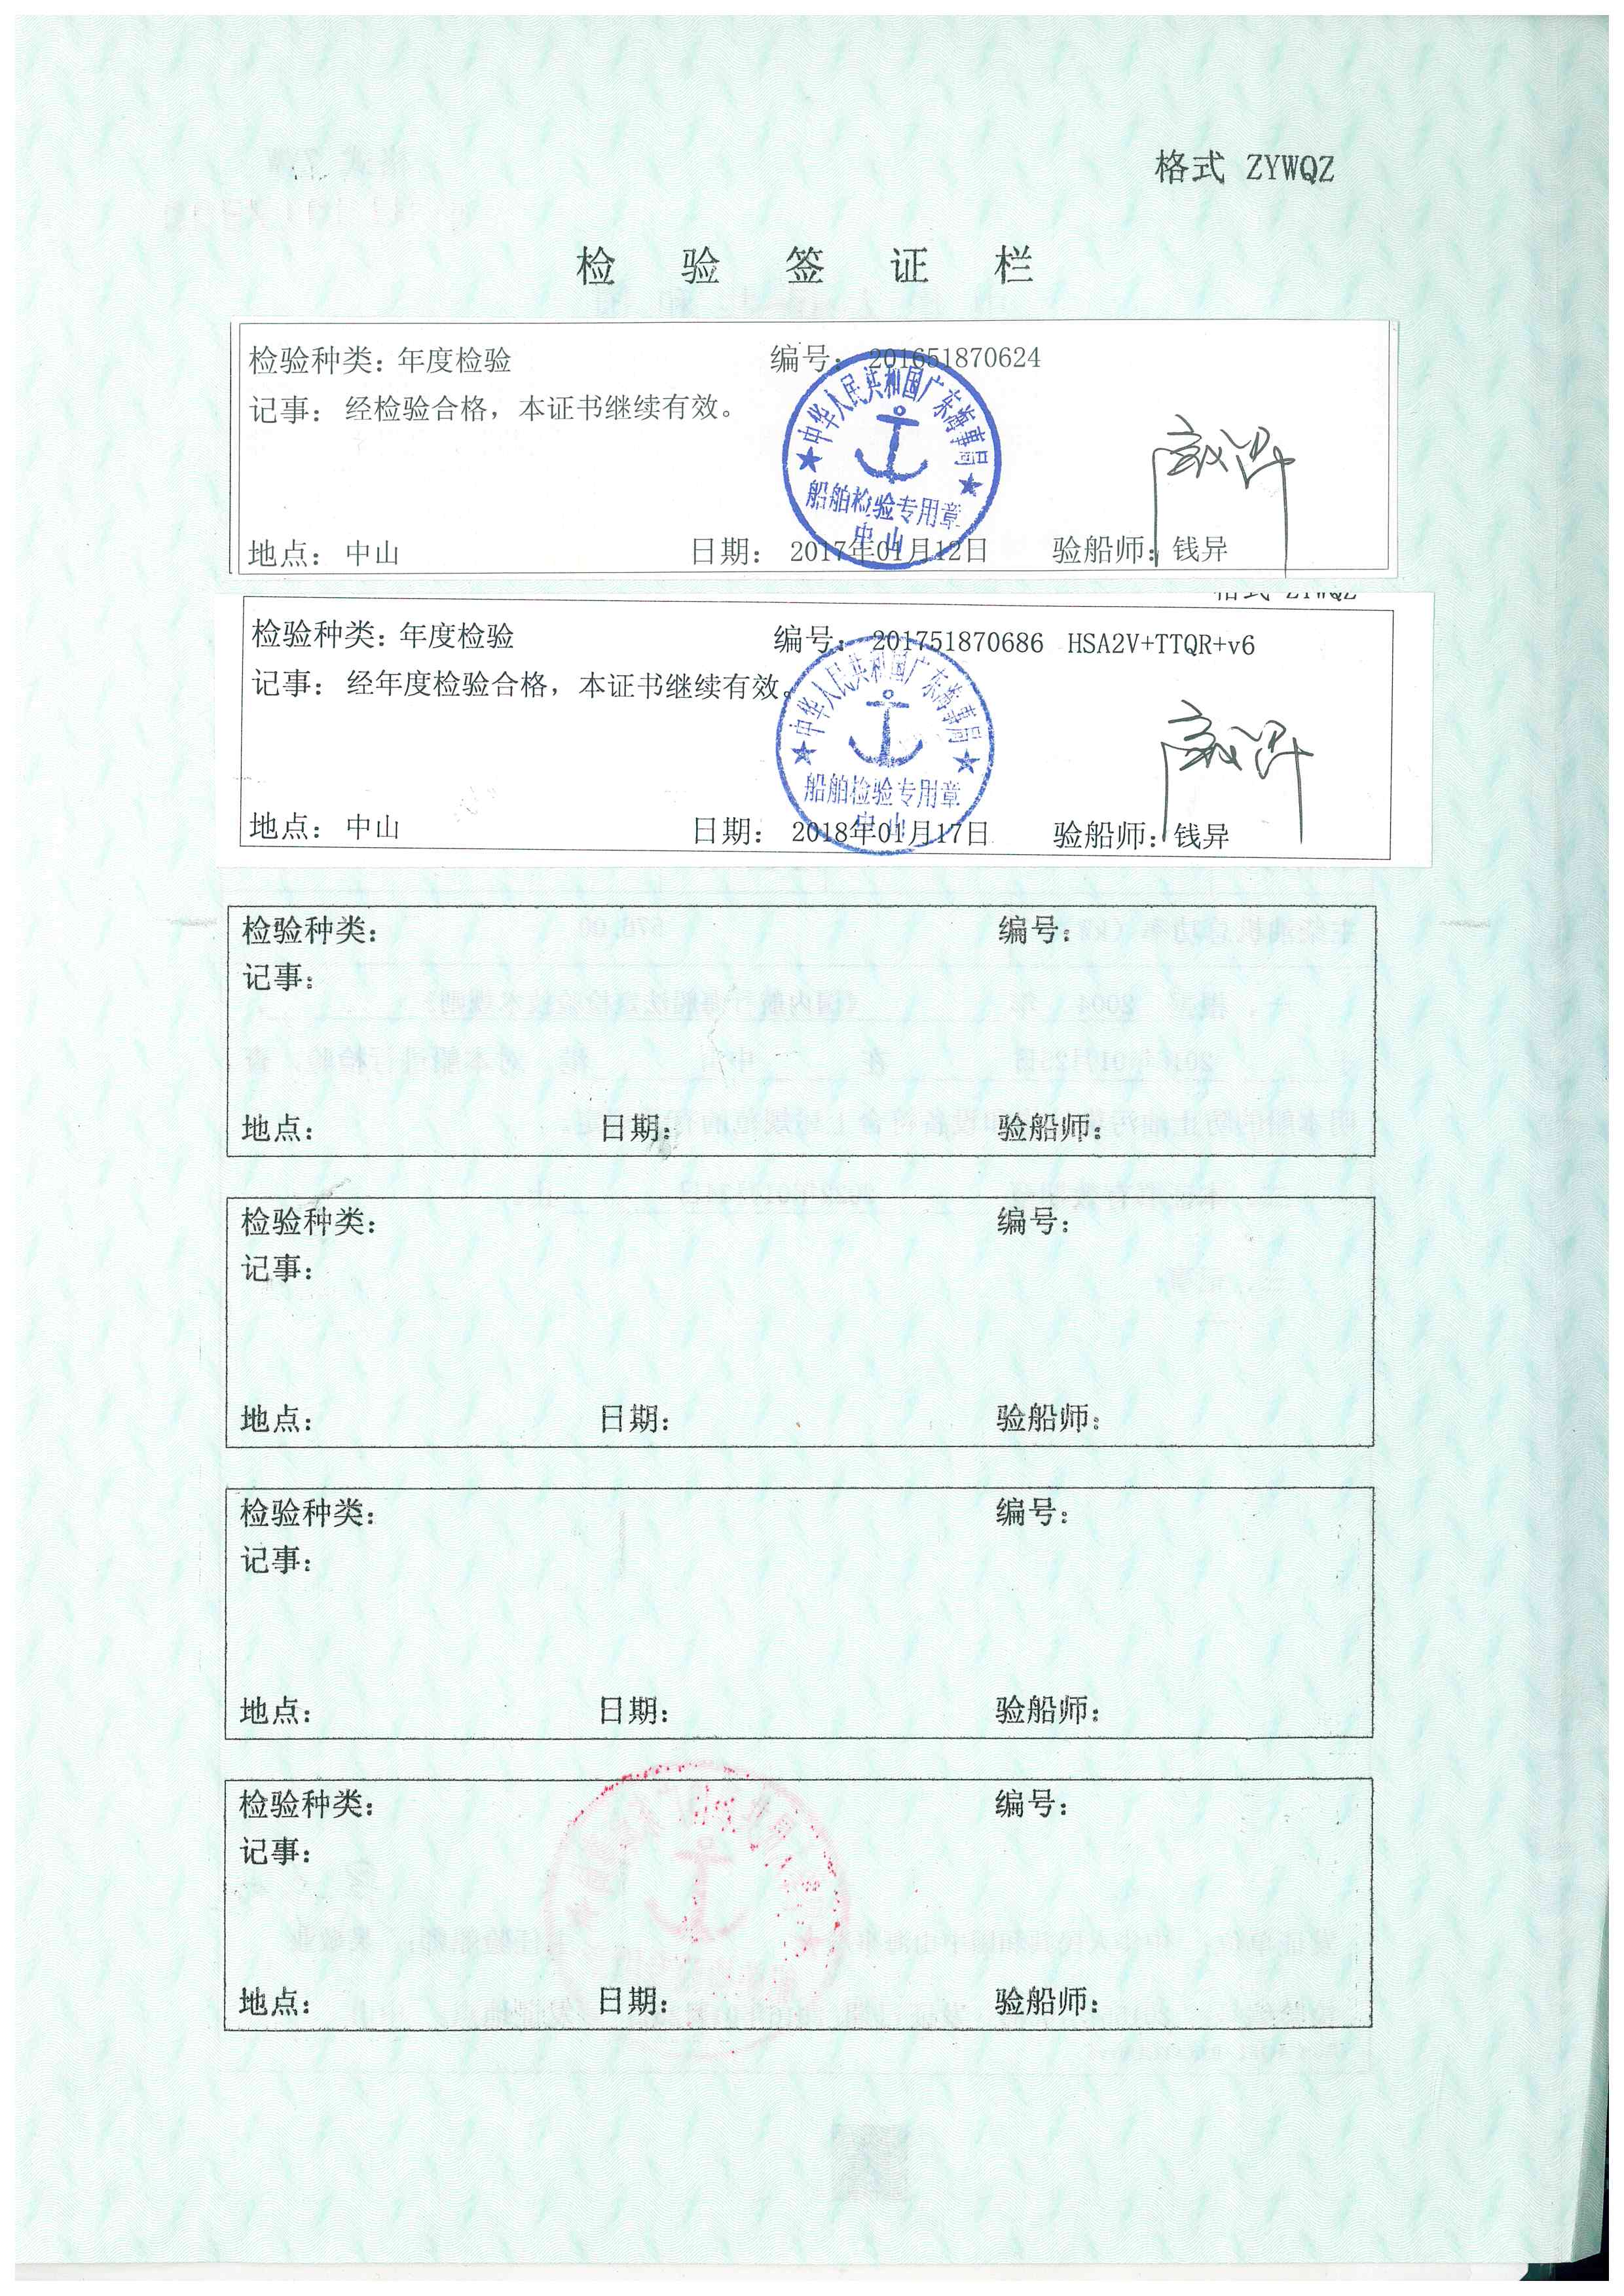 格式 ZYWQZ
检验签证栏
检验种类：年度检验 编号：201651870624
记事：经检验合格，本证书继续有效。
中华人民共和国广东海事局
船舶检验专用章
中山
地点：中山 日期：2017年01月12日 验船师：钱异
格式 ZYWQZ
检验种类：年度检验 编号：201751870686 HSA2V+TTQR+v6
记事：经年度检验合格，本证书继续有效。
中华人民共和国广东海事局
船舶检验专用章
中山
地点：中山 日期：2018年01月17日 验船师：钱异
检验种类： 编号：
记事：
地点： 日期： 验船师：
检验种类： 编号：
记事：
地点： 日期： 验船师：
检验种类： 编号：
记事：
地点： 日期： 验船师：
检验种类： 编号：
记事：
地点： 日期： 验船师：